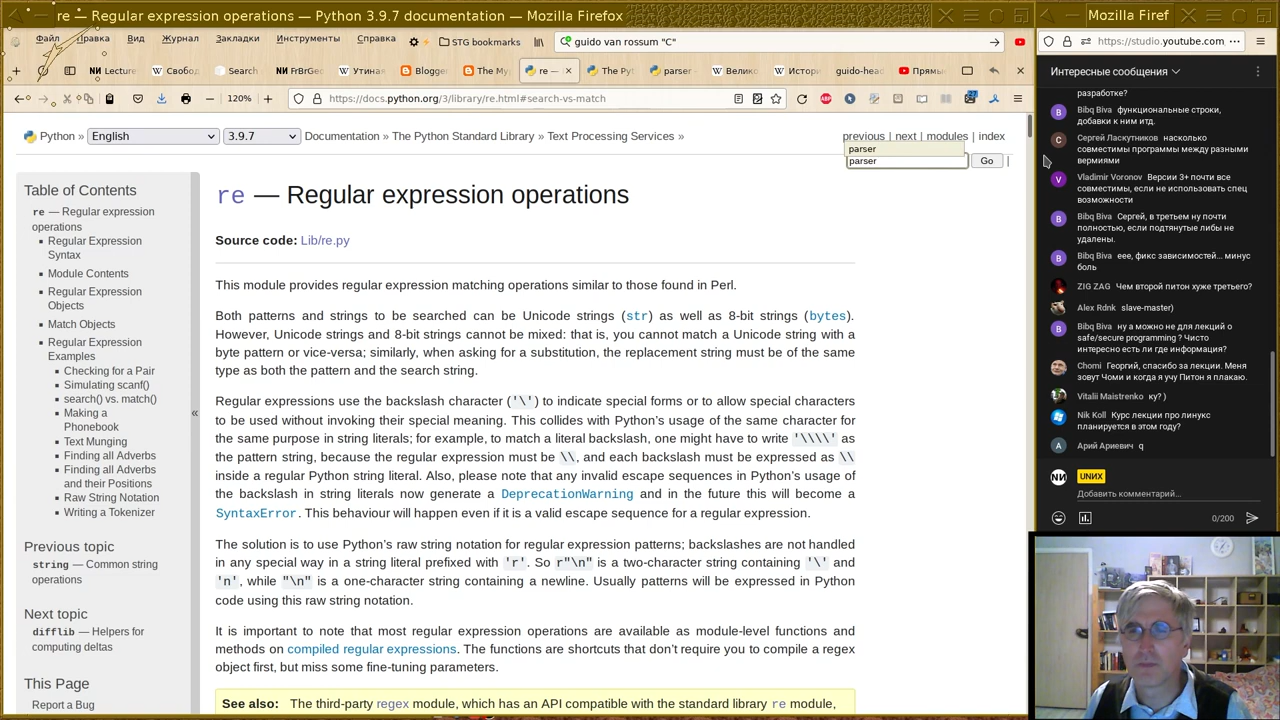 re — Regular expression operations — Python 3.9.7 documentation — Mozilla Firefox
Mozilla Firef
Файл Правка Вид Журнал Закладки Инструменты Справка
STG bookmarks
guido van rossum "C"
https://studio.youtube.com
Lecture
Свобод
Search
FrBrGeo
Утиная
Blogger
The My
re —
The Pyt
parser
Велико
Истори
guido-head
Прямы
120%
https://docs.python.org/3/library/re.html#search-vs-match
Python »
English
3.9.7
Documentation » The Python Standard Library » Text Processing Services »
previous | next | modules | index
parser
parser
Go |
Table of Contents
re — Regular expression
operations
Regular Expression
Syntax
Module Contents
Regular Expression
Objects
Match Objects
Regular Expression
Examples
Checking for a Pair
Simulating scanf()
search() vs. match()
Making a
Phonebook
Text Munging
Finding all Adverbs
Finding all Adverbs
and their Positions
Raw String Notation
Writing a Tokenizer
Previous topic
string — Common string
operations
Next topic
difflib — Helpers for
computing deltas
This Page
Report a Bug
«
re — Regular expression operations
Source code: Lib/re.py
This module provides regular expression matching operations similar to those found in Perl.
Both patterns and strings to be searched can be Unicode strings (str) as well as 8-bit strings (bytes).
However, Unicode strings and 8-bit strings cannot be mixed: that is, you cannot match a Unicode string with a
byte pattern or vice-versa; similarly, when asking for a substitution, the replacement string must be of the same
type as both the pattern and the search string.
Regular expressions use the backslash character ('\') to indicate special forms or to allow special characters
to be used without invoking their special meaning. This collides with Python's usage of the same character for
the same purpose in string literals; for example, to match a literal backslash, one might have to write '\\\\' as
the pattern string, because the regular expression must be \\, and each backslash must be expressed as \\
inside a regular Python string literal. Also, please note that any invalid escape sequences in Python's usage of
the backslash in string literals now generate a DeprecationWarning and in the future this will become a
SyntaxError. This behaviour will happen even if it is a valid escape sequence for a regular expression.
The solution is to use Python's raw string notation for regular expression patterns; backslashes are not handled
in any special way in a string literal prefixed with 'r'. So r"\n" is a two-character string containing '\' and
'n', while "\n" is a one-character string containing a newline. Usually patterns will be expressed in Python
code using this raw string notation.
It is important to note that most regular expression operations are available as module-level functions and
methods on compiled regular expressions. The functions are shortcuts that don't require you to compile a regex
object first, but miss some fine-tuning parameters.
See also: The third-party regex module, which has an API compatible with the standard library re module,
Интересные сообщения
разработке?
Bibq Biva функциональные строки,
добавки к ним итд.
Сергей Ласкутников насколько
совместимы программы между разными
вермиями
Vladimir Voronov Версии 3+ почти все
совместимы, если не использовать спец
возможности
Bibq Biva Сергей, в третьем ну почти
полностью, если подтянутые либы не
удалены.
Bibq Biva еее, фикс зависимостей... минус
боль
ZIG ZAG Чем второй питон хуже третьего?
Alex Rdnk slave-master)
Bibq Biva ну а можно не для лекций о
safe/secure programming ? Чисто
интересно есть ли где информация?
Chomi Георгий, спасибо за лекции. Меня
зовут Чоми и когда я учу Питон я плакаю.
Vitalii Maistrenko ку? )
Nik Koll Курс лекции про линукс
планируется в этом году?
Арий Ариевич q
UNИX
Добавить комментарий...
0/200